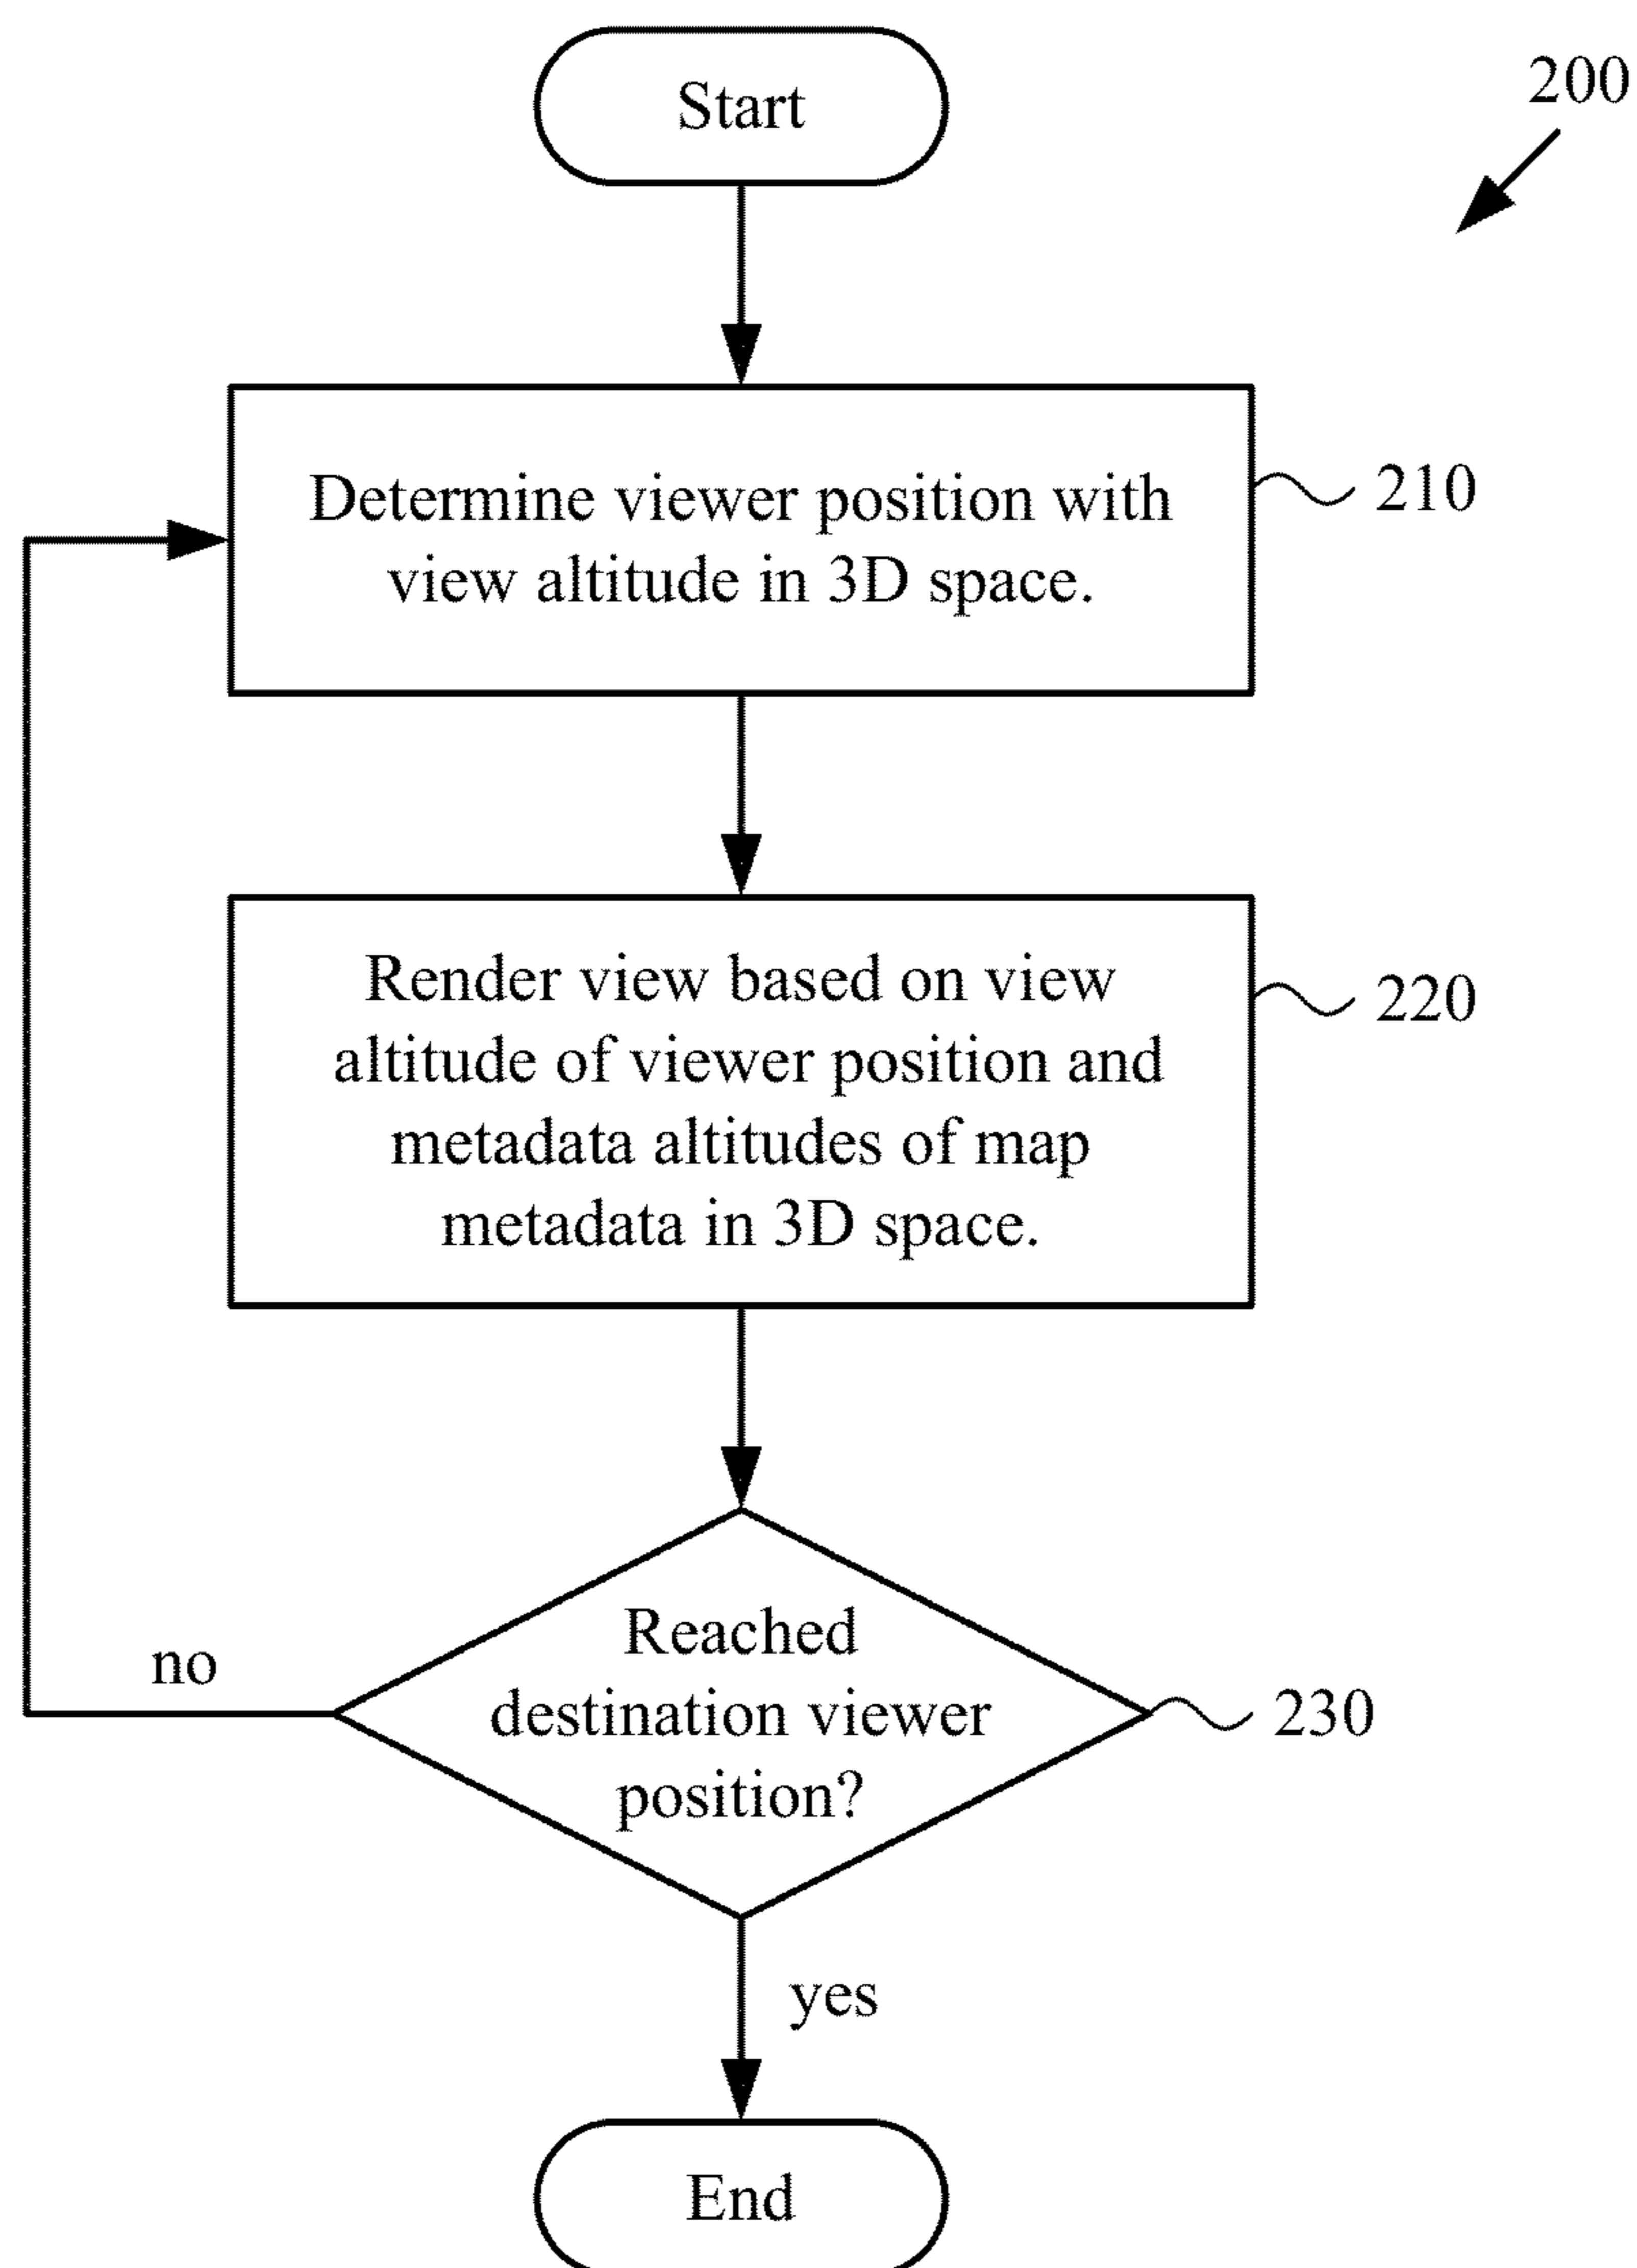 Start
200
Determine viewer position with
view altitude in 3D space.
210
Render view based on view
altitude of viewer position and
metadata altitudes of map
metadata in 3D space.
220
Reached
destination viewer
position?
230
no
yes
End